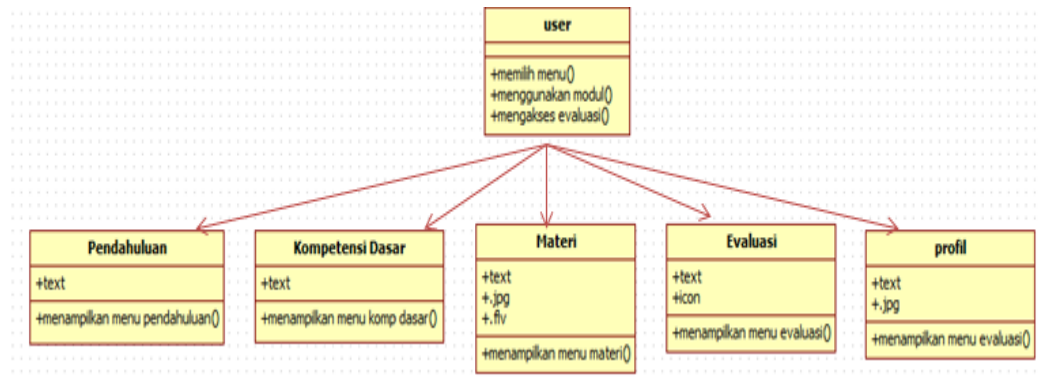 user
+memilih menu()
+menggunakan modul()
+mengakses evaluasi()
Pendahuluan
+text
+menampilkan menu pendahuluan()
Kompetensi Dasar
+text
+menampilkan menu komp dasar()
Materi
+text
+.jpg
+.flv
+menampilkan menu materi()
Evaluasi
+text
+icon
+menampilkan menu evaluasi()
profil
+text
+.jpg
+menampilkan menu evaluasi()